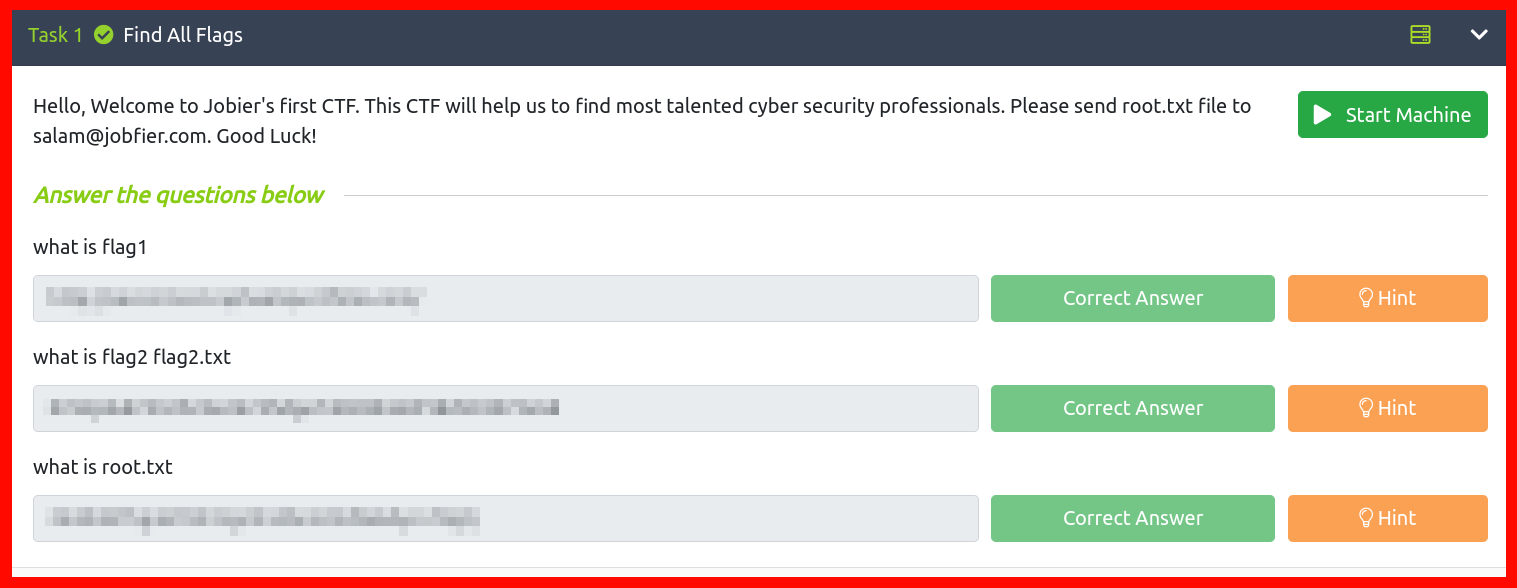 Task 1 Find All Flags
Hello, Welcome to Jobier's first CTF. This CTF will help us to find most talented cyber security professionals. Please send root.txt file to
salam@jobfier.com. Good Luck!
Start Machine
Answer the questions below
what is flag1
Correct Answer
Hint
what is flag2 flag2.txt
Correct Answer
Hint
what is root.txt
Correct Answer
Hint